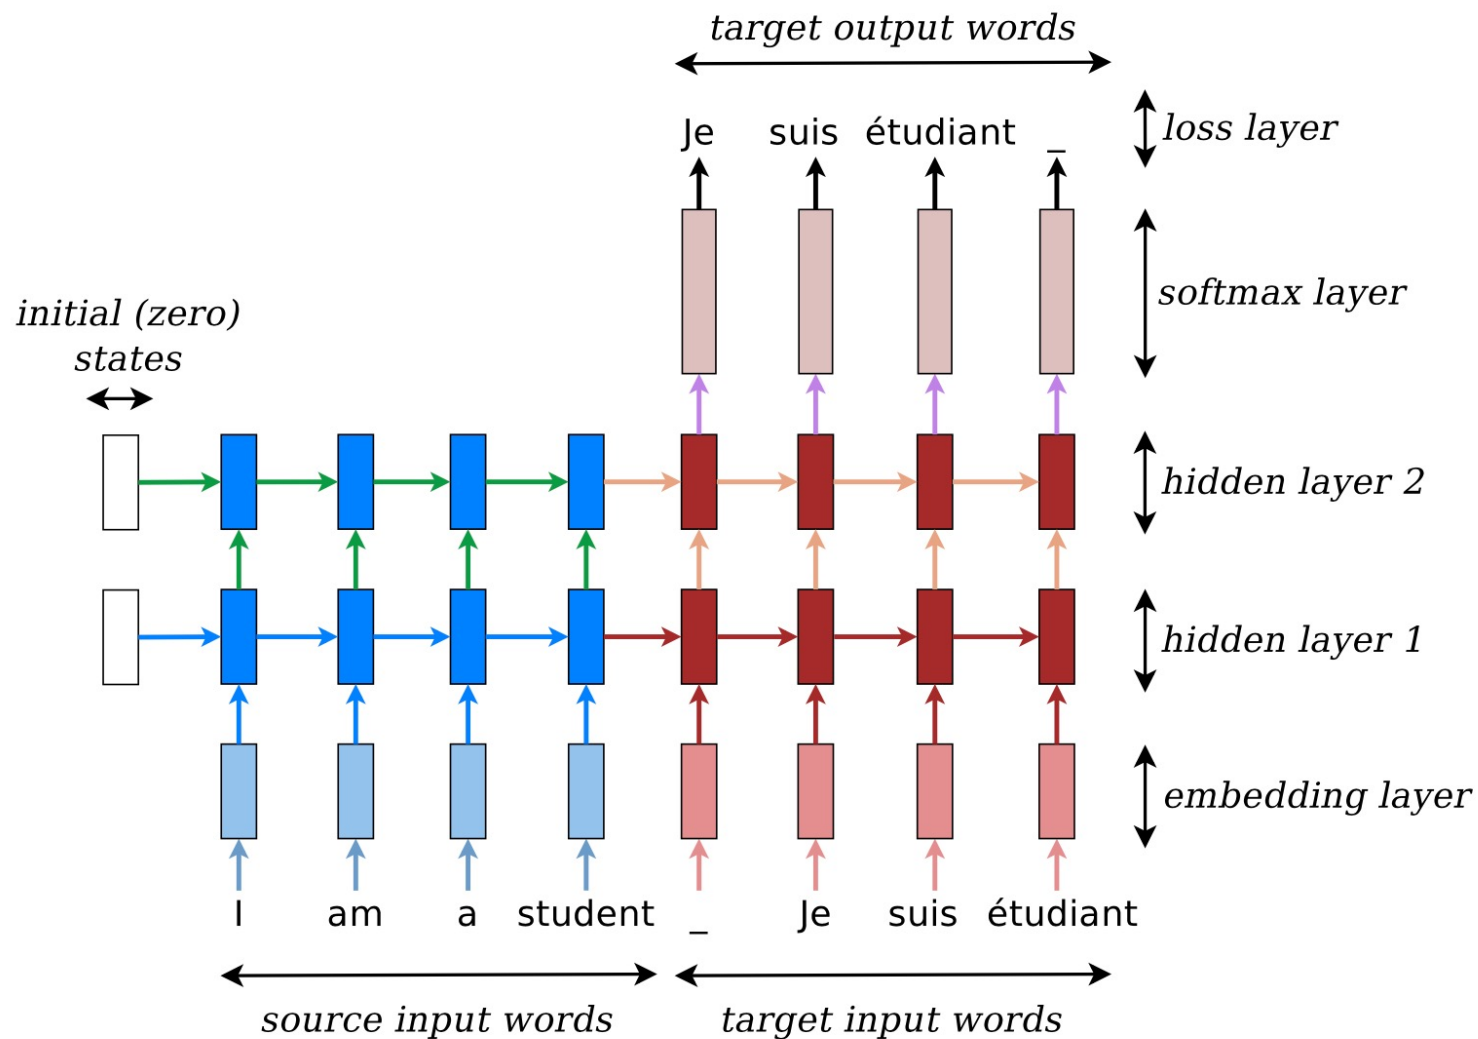 target output words
Je suis étudiant _
loss layer
softmax layer
initial (zero)
states
hidden layer 2
hidden layer 1
embedding layer
I am a student _ Je suis étudiant
source input words
target input words